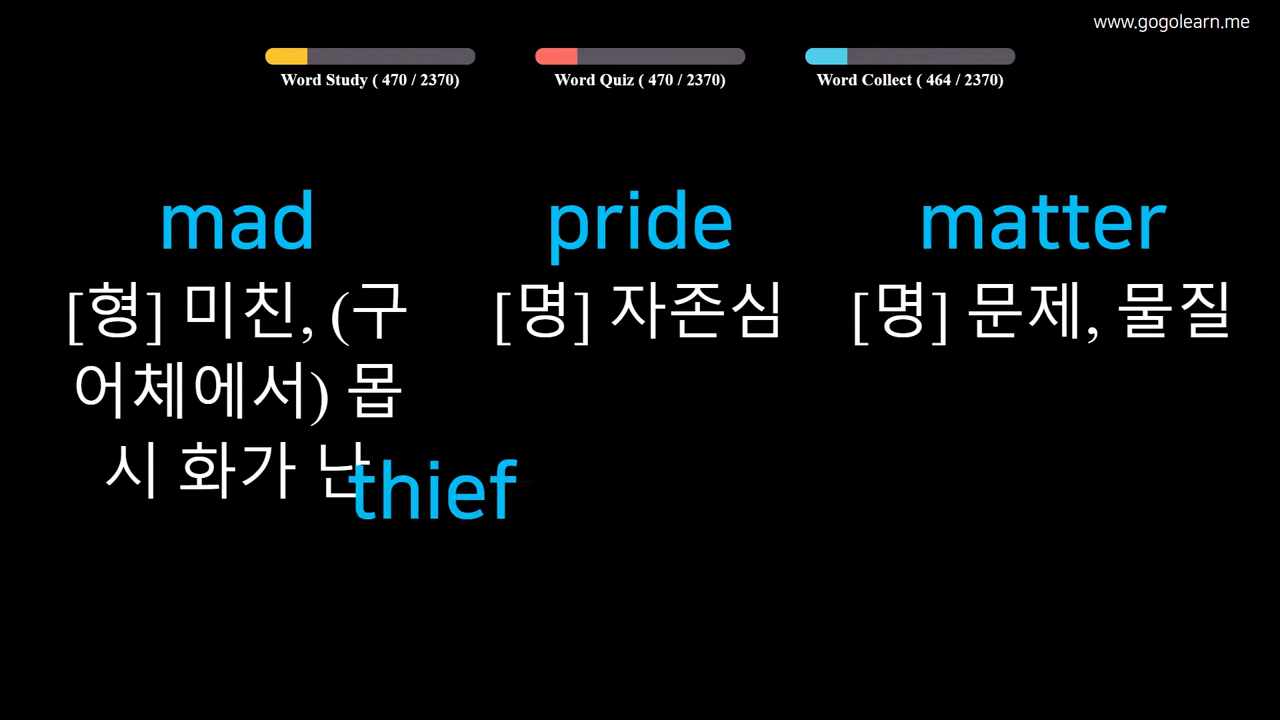 www.gogolearn.me
Word Study ( 470 / 2370)
Word Quiz ( 470 / 2370)
Word Collect ( 464 / 2370)
mad
[형] 미친, (구
어체에서) 몹
시 화가 난
pride
[명] 자존심
matter
[명] 문제, 물질
thief